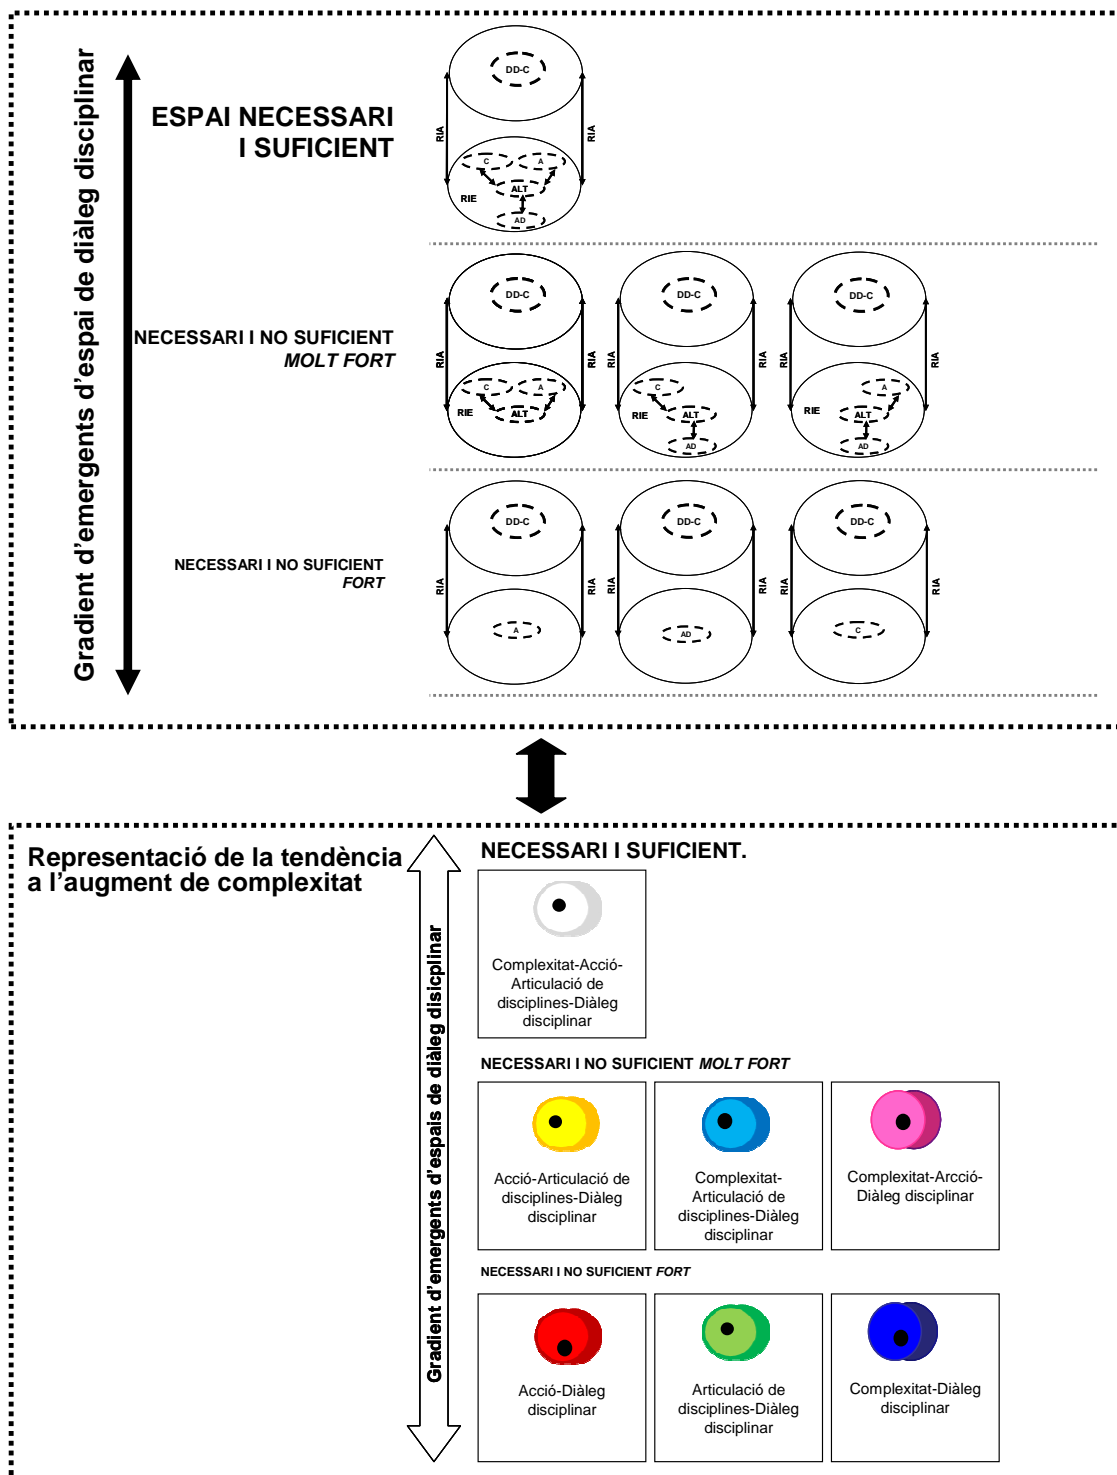 Gradient d'emergents d'espai de diàleg disciplinar
ESPAI NECESSARI
I SUFICIENT
DD-C
RIA
RIA
C
A
ALT
RIE
AD
NECESSARI I NO SUFICIENT
MOLT FORT
DD-C
RIA
RIA
C
A
ALT
RIE
DD-C
RIA
RIA
C
ALT
RIE
AD
DD-C
RIA
A
ALT
RIE
AD
NECESSARI I NO SUFICIENT
FORT
DD-C
RIA
RIA
A
DD-C
RIA
RIA
AD
DD-C
RIA
C
Representació de la tendència
a l'augment de complexitat
Gradient d'emergents d'espais de diàleg disicplinar
NECESSARI I SUFICIENT.
Complexitat-Acció-
Articulació de
disciplines-Diàleg
disciplinar
NECESSARI I NO SUFICIENT MOLT FORT
Acció-Articulació de
disciplines-Diàleg
disciplinar
Complexitat-
Articulació de
disciplines-Diàleg
disciplinar
Complexitat-Arcció-
Diàleg disciplinar
NECESSARI I NO SUFICIENT FORT
Acció-Diàleg
disciplinar
Articulació de
disciplines-Diàleg
disciplinar
Complexitat-Diàleg
disciplinar